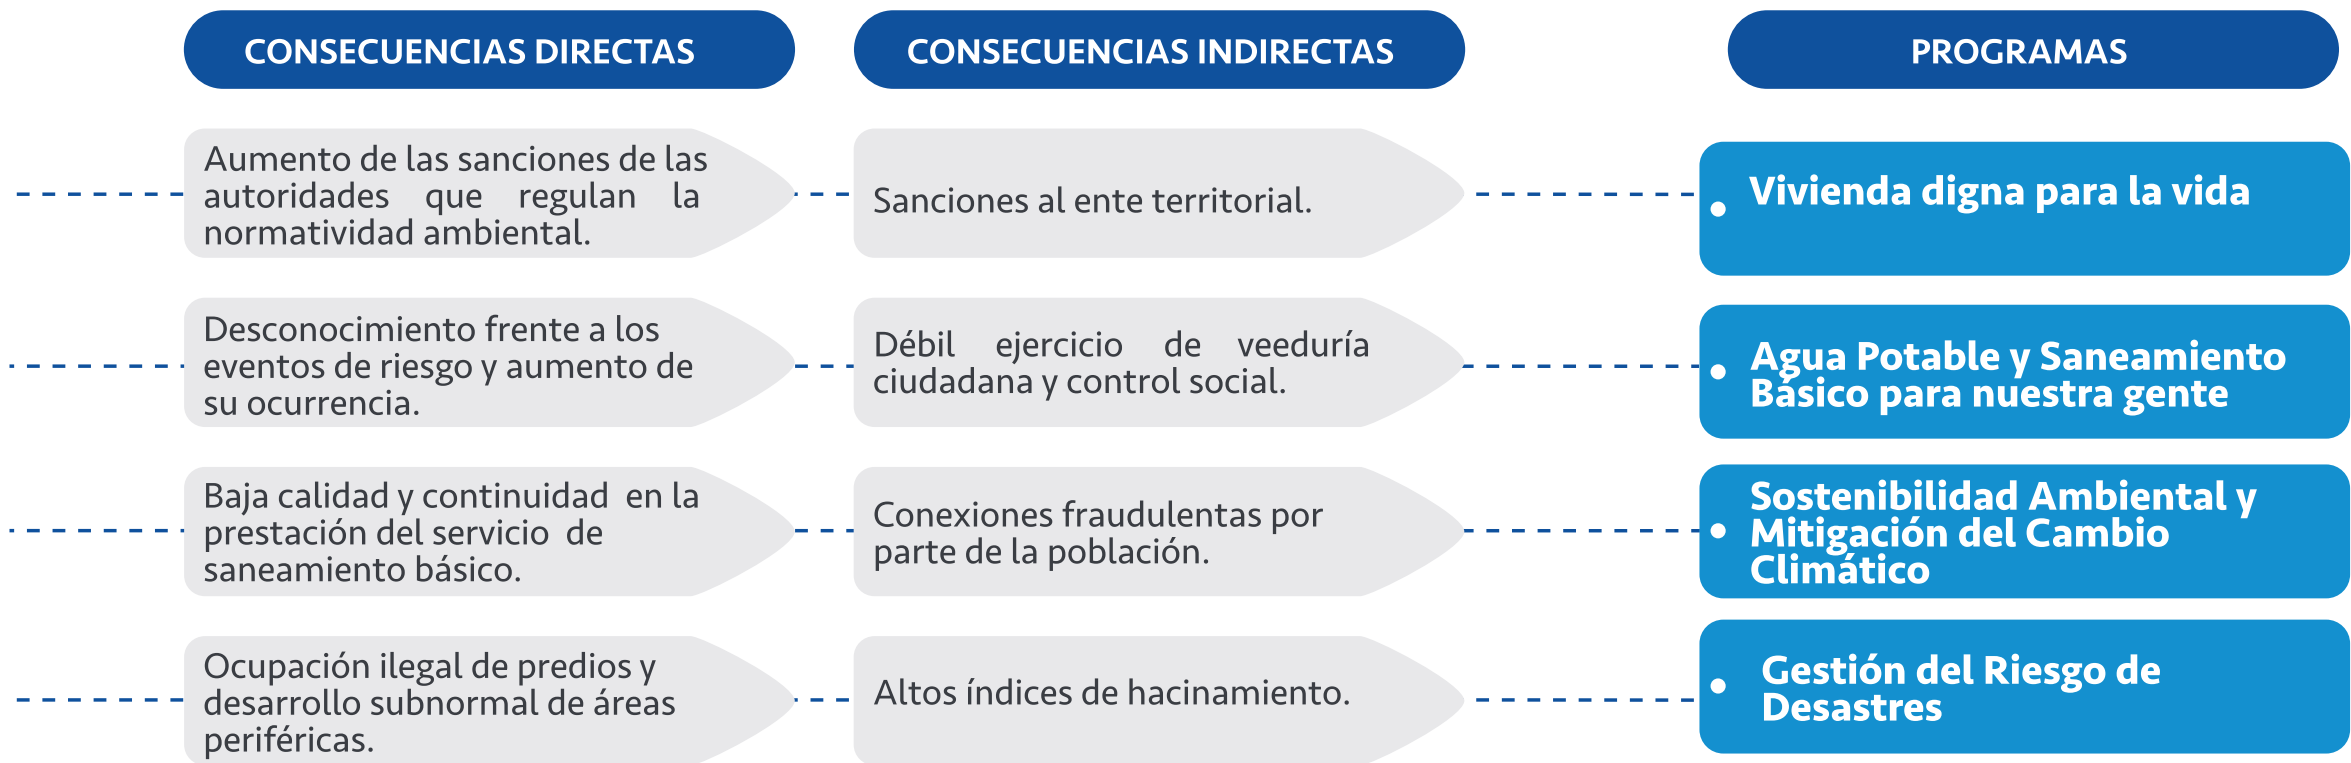 CONSECUENCIAS DIRECTAS
CONSECUENCIAS INDIRECTAS
PROGRAMAS
Aumento de las sanciones de las
autoridades que regulan la
normatividad ambiental.
Sanciones al ente territorial.
• Vivienda digna para la vida
Desconocimiento frente a los
eventos de riesgo y aumento de
su ocurrencia.
Débil ejercicio de veeduría
ciudadana y control social.
• Agua Potable y Saneamiento
Básico para nuestra gente
Baja calidad y continuidad en la
prestación del servicio de
saneamiento básico.
Conexiones fraudulentas por
parte de la población.
• Sostenibilidad Ambiental y
Mitigación del Cambio
Climático
Ocupación ilegal de predios y
desarrollo subnormal de áreas
periféricas.
Altos índices de hacinamiento.
• Gestión del Riesgo de
Desastres